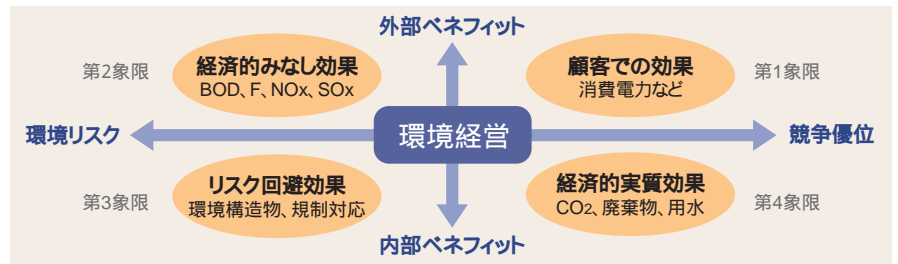 外部ベネフィット
第2象限
経済的みなし効果
BOD、F、NOx、SOx
顧客での効果
消費電力など
第1象限
環境リスク
環境経営
競争優位
第3象限
リスク回避効果
環境構造物、規制対応
経済的実質効果
CO2、廃棄物、用水
第4象限
内部ベネフィット